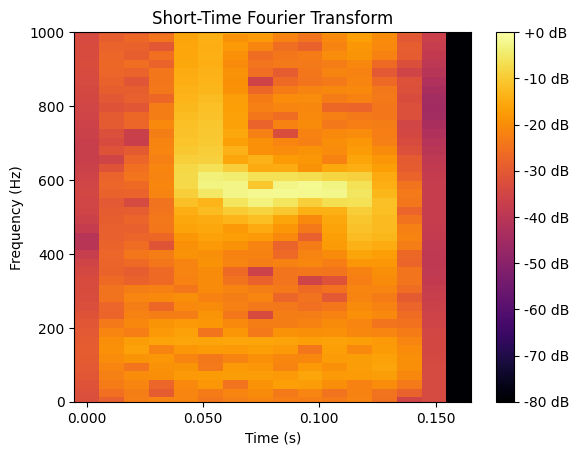 Short-Time Fourier Transform
Frequency (Hz)
1000
800
600
400
200
0
0.000
0.050
0.100
0.150
Time (s)
+0 dB
-10 dB
-20 dB
-30 dB
-40 dB
-50 dB
-60 dB
-70 dB
-80 dB